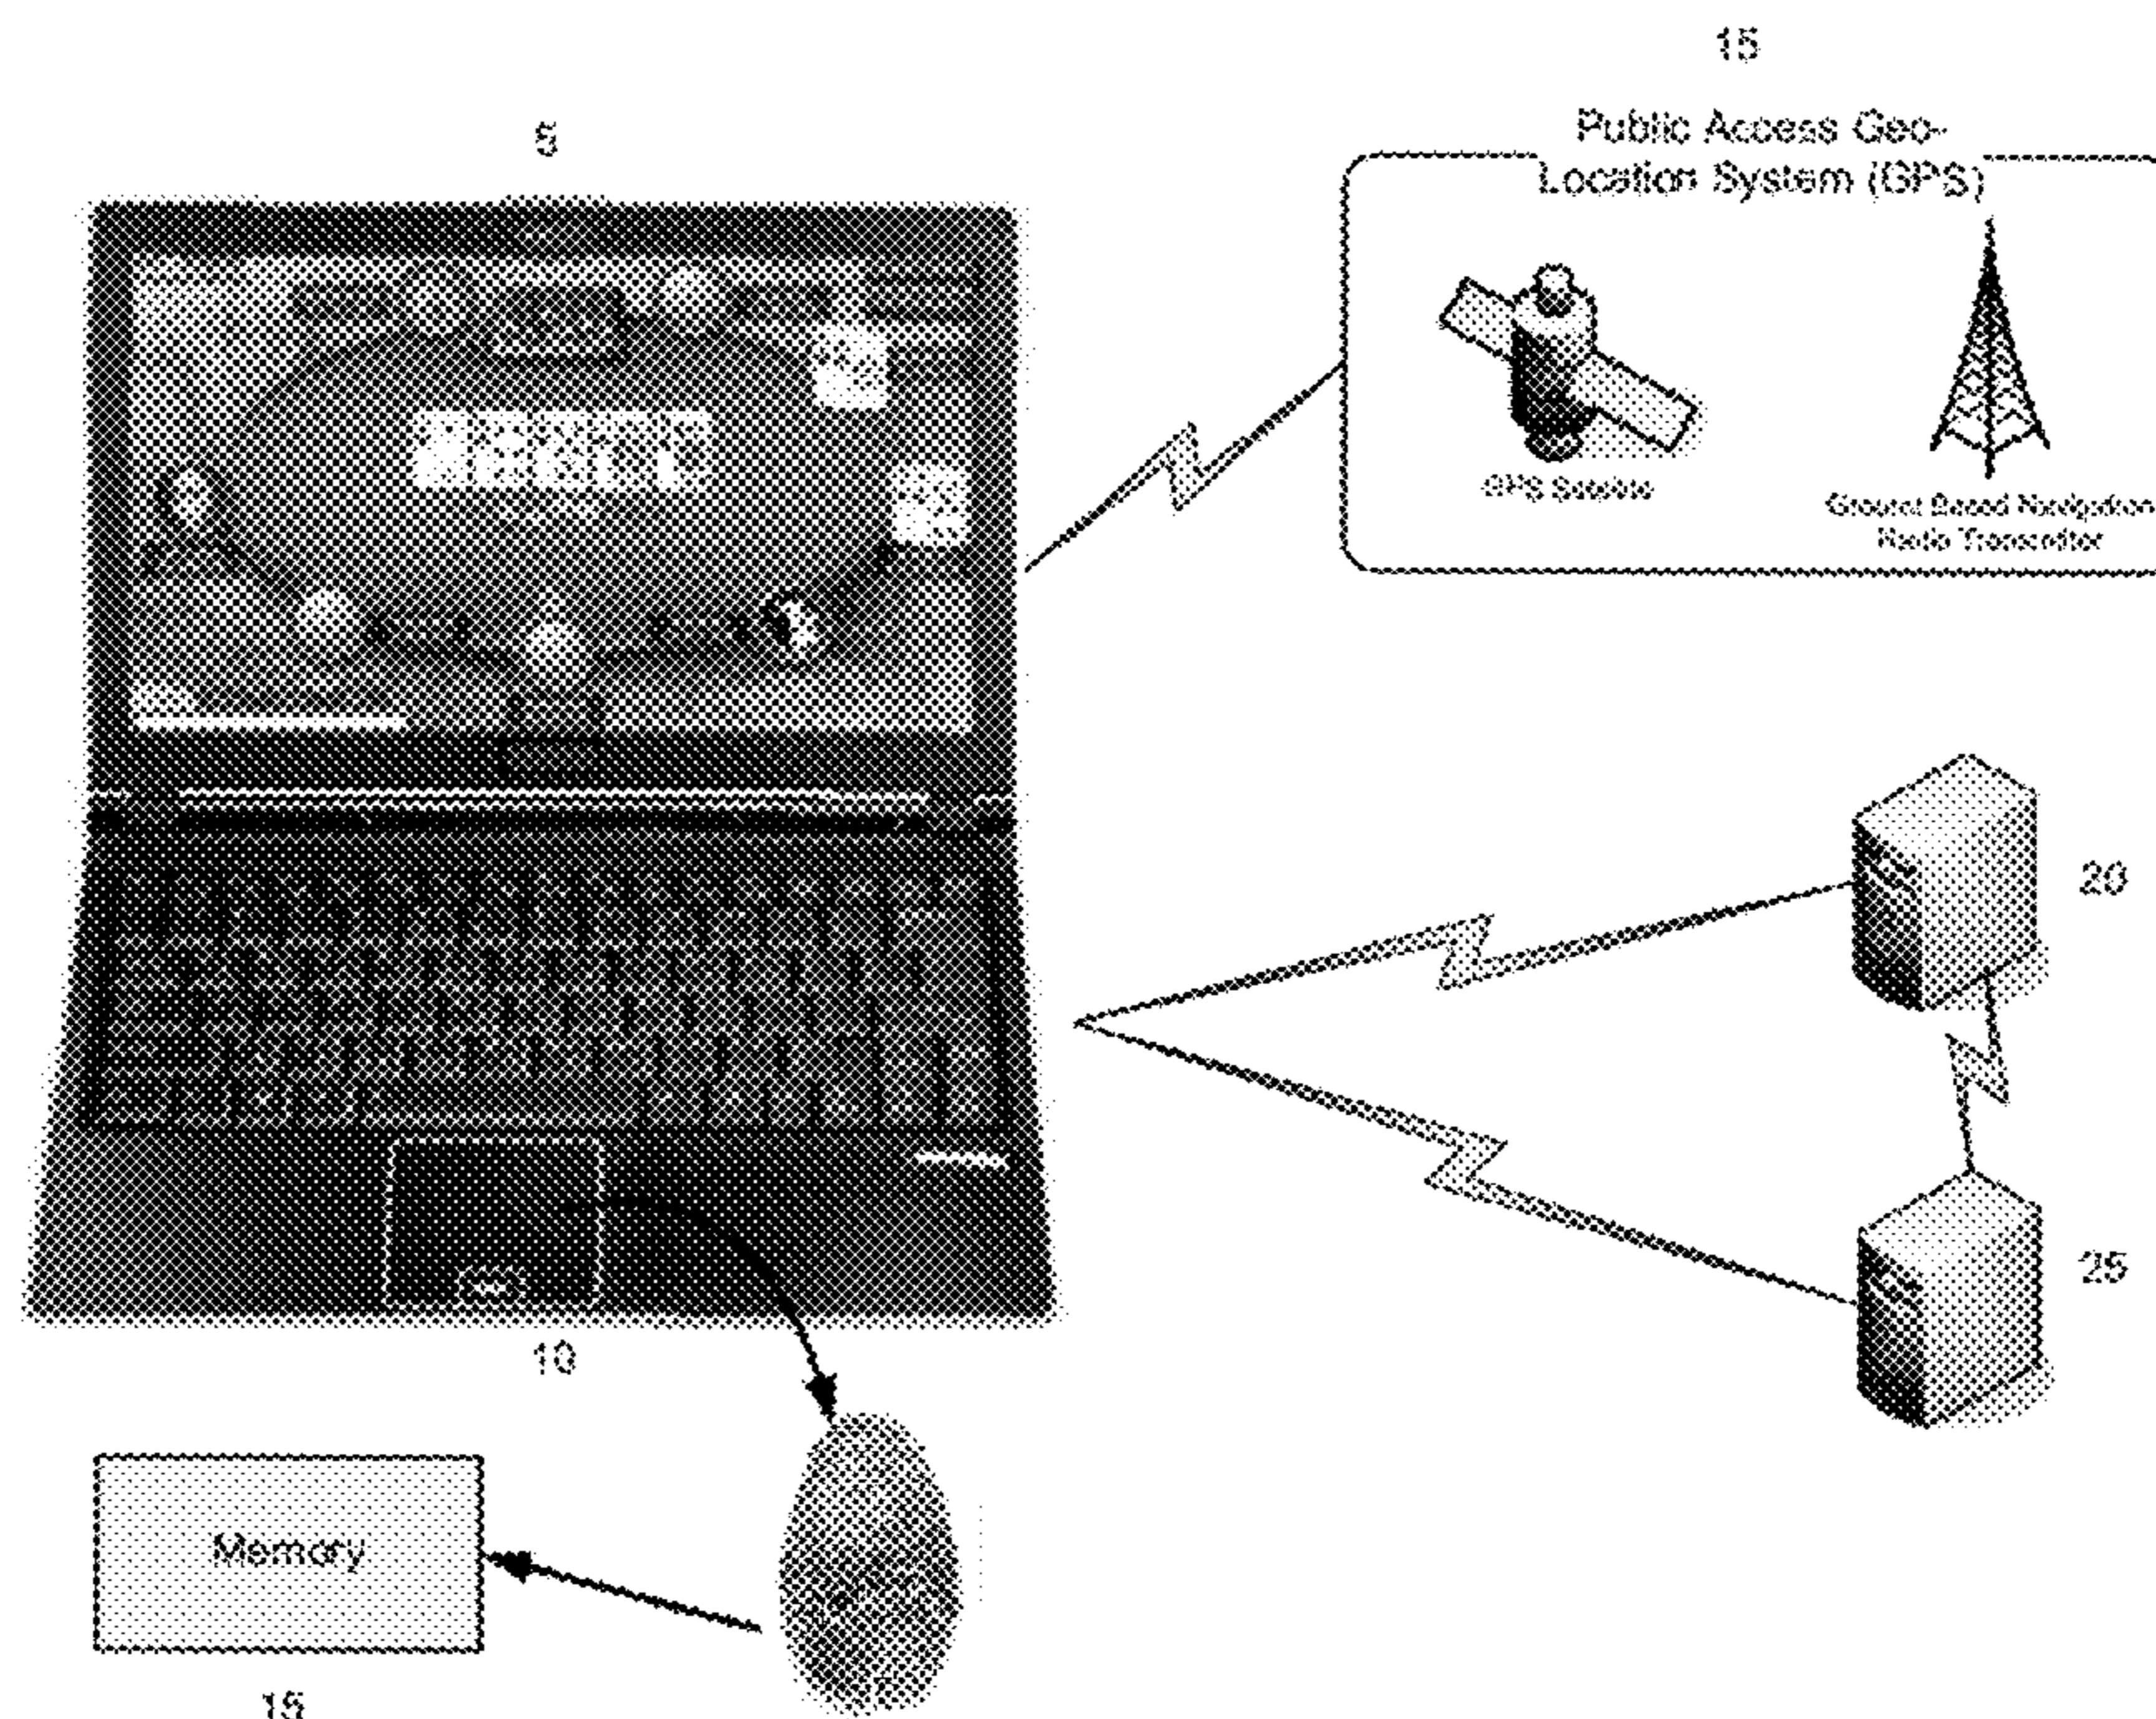 15
Public Access Geo-
Location System (GPS)
5
GPS Satellite
Ground Based Navigation
Radio Transmitter
20
25
10
Memory
15